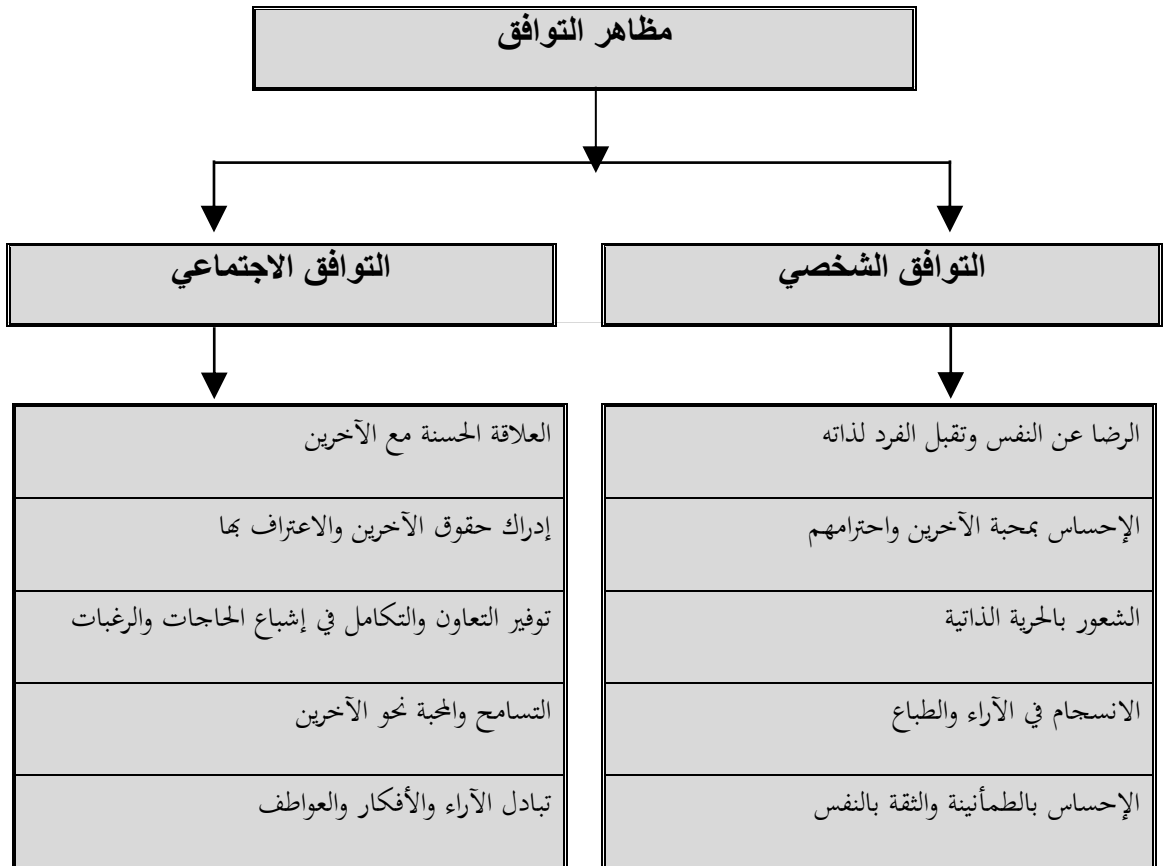 مظاهر التوافق
التوافق الشخصي
التوافق الاجتماعي
الرضا عن النفس وتقبل الفرد لذاته
الإحساس بمحبة الآخرين واحترامهم
الشعور بالحرية الذاتية
الانسجام في الآراء والطباع
الإحساس بالطمأنينة والثقة بالنفس
العلاقة الحسنة مع الآخرين
إدراك حقوق الآخرين والاعتراف بها
توفير التعاون والتكامل في إشباع الحاجات والرغبات
التسامح والمحبة نحو الآخرين
تبادل الآراء والأفكار والعواطف